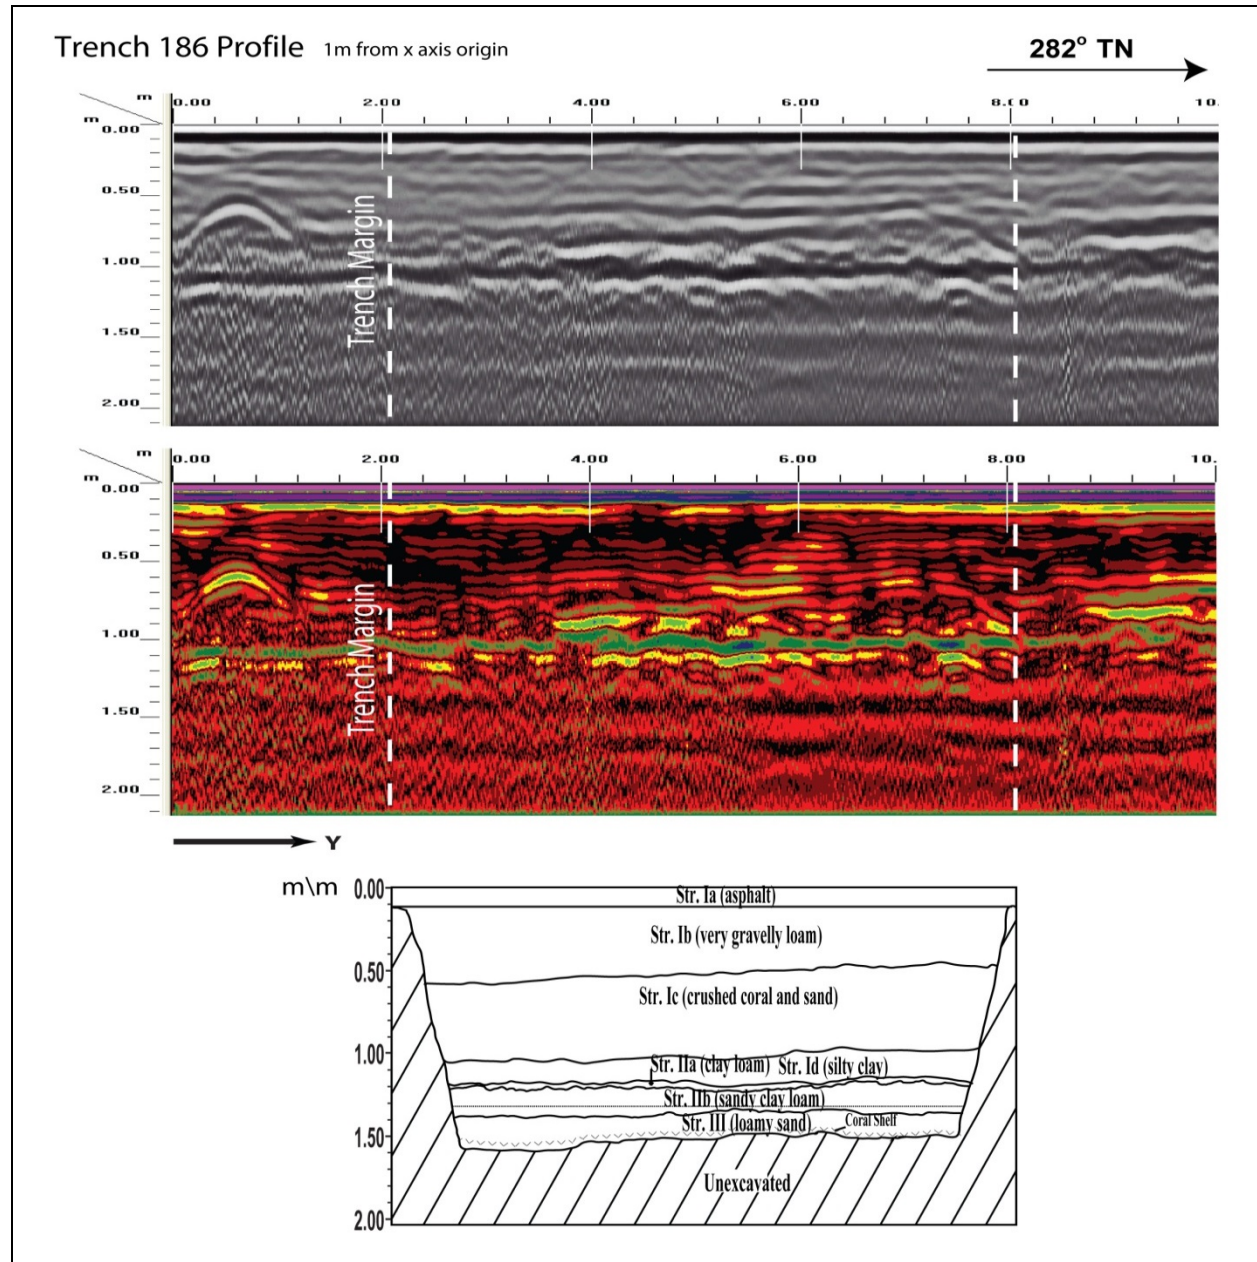 Trench 186 Profile 1m from x axis origin
282° TN
m
0.00 2.00 4.00 6.00 8.00 10.
m
0.00
0.50
1.00
1.50
2.00
Trench Margin
m
0.00 2.00 4.00 6.00 8.00 10.
m
0.00
0.50
1.00
1.50
2.00
Trench Margin
Y
m\m
0.00
0.50
1.00
1.50
2.00
Str. Ia (asphalt)
Str. Ib (very gravelly loam)
Str. Ic (crushed coral and sand)
Str. IIa (clay loam) Str. Id (silty clay)
Str. IIb (sandy clay loam)
Str. III (loamy sand) Coral Shelf
Unexcavated